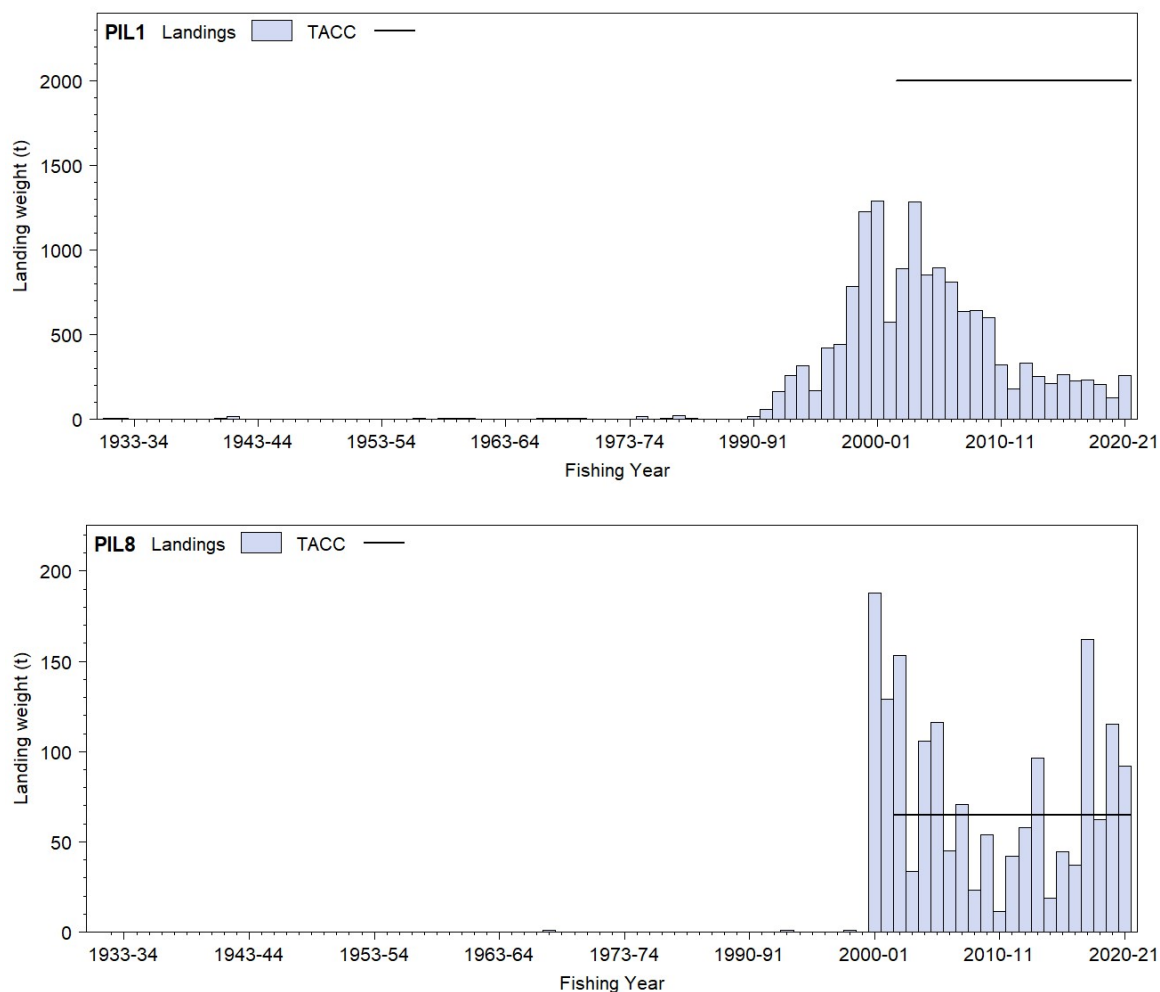 PIL1 Landings TACC
2000
1500
1000
500
0
Landing weight (t)
1933-34 1943-44 1953-54 1963-64 1973-74 1990-91 2000-01 2010-11 2020-21
Fishing Year
PIL8 Landings TACC
200
150
100
50
0
Landing weight (t)
1933-34 1943-44 1953-54 1963-64 1973-74 1990-91 2000-01 2010-11 2020-21
Fishing Year